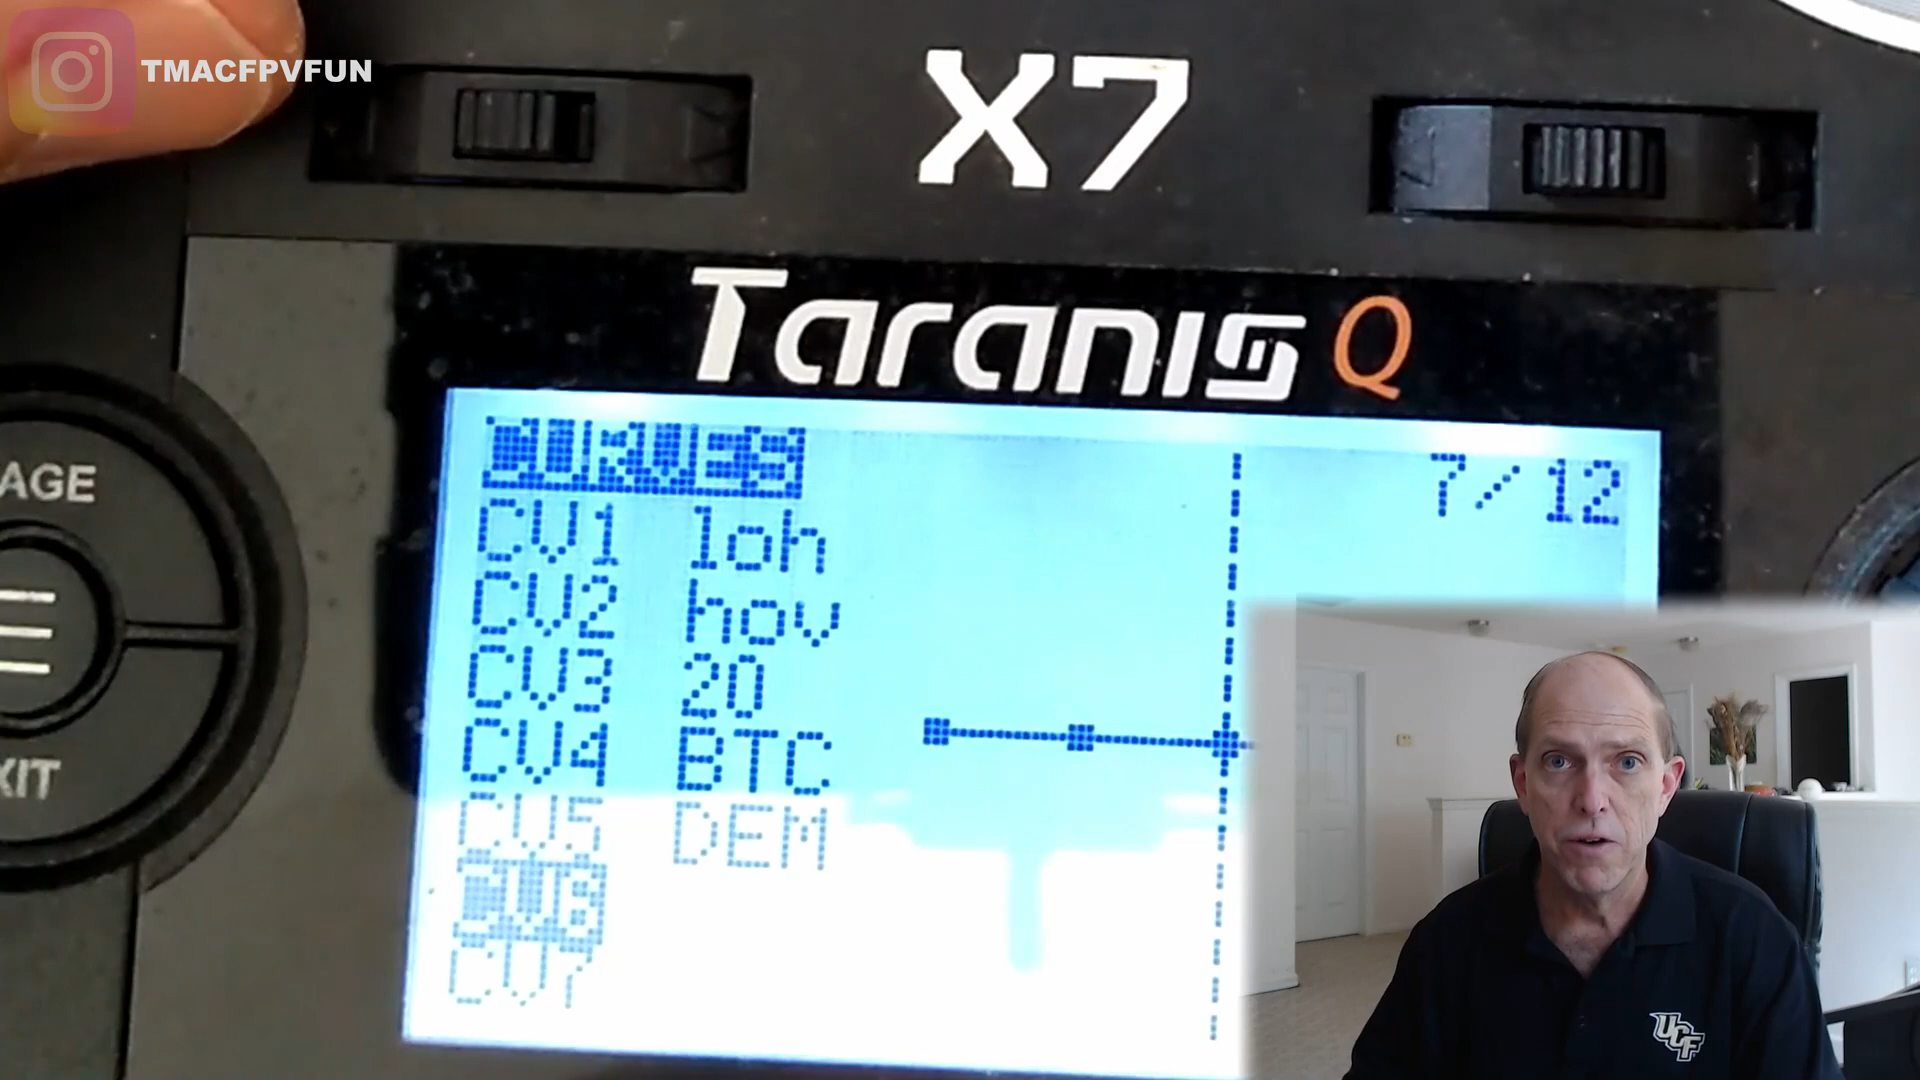 TMACFPVFUN
X7
Taranis Q
CURVES 7/12
CV1 loh
CV2 hov
CV3 20
CV4 BTC
CV5 DEM
CV6
CV7
AGE
XIT
UCF